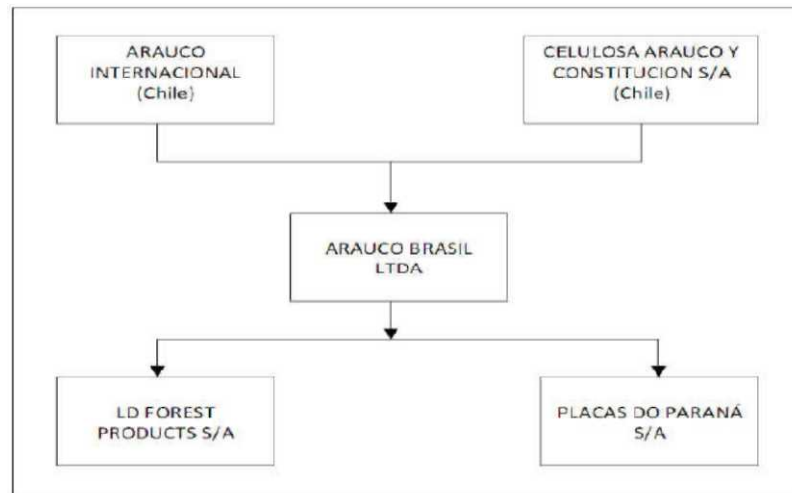 ARAUCO
INTERNACIONAL
(Chile)
CELULOSA ARAUCO Y
CONSTITUCION S/A
(Chile)
ARAUCO BRASIL
LTDA
LD FOREST
PRODUCTS S/A
PLACAS DO PARANÁ
S/A